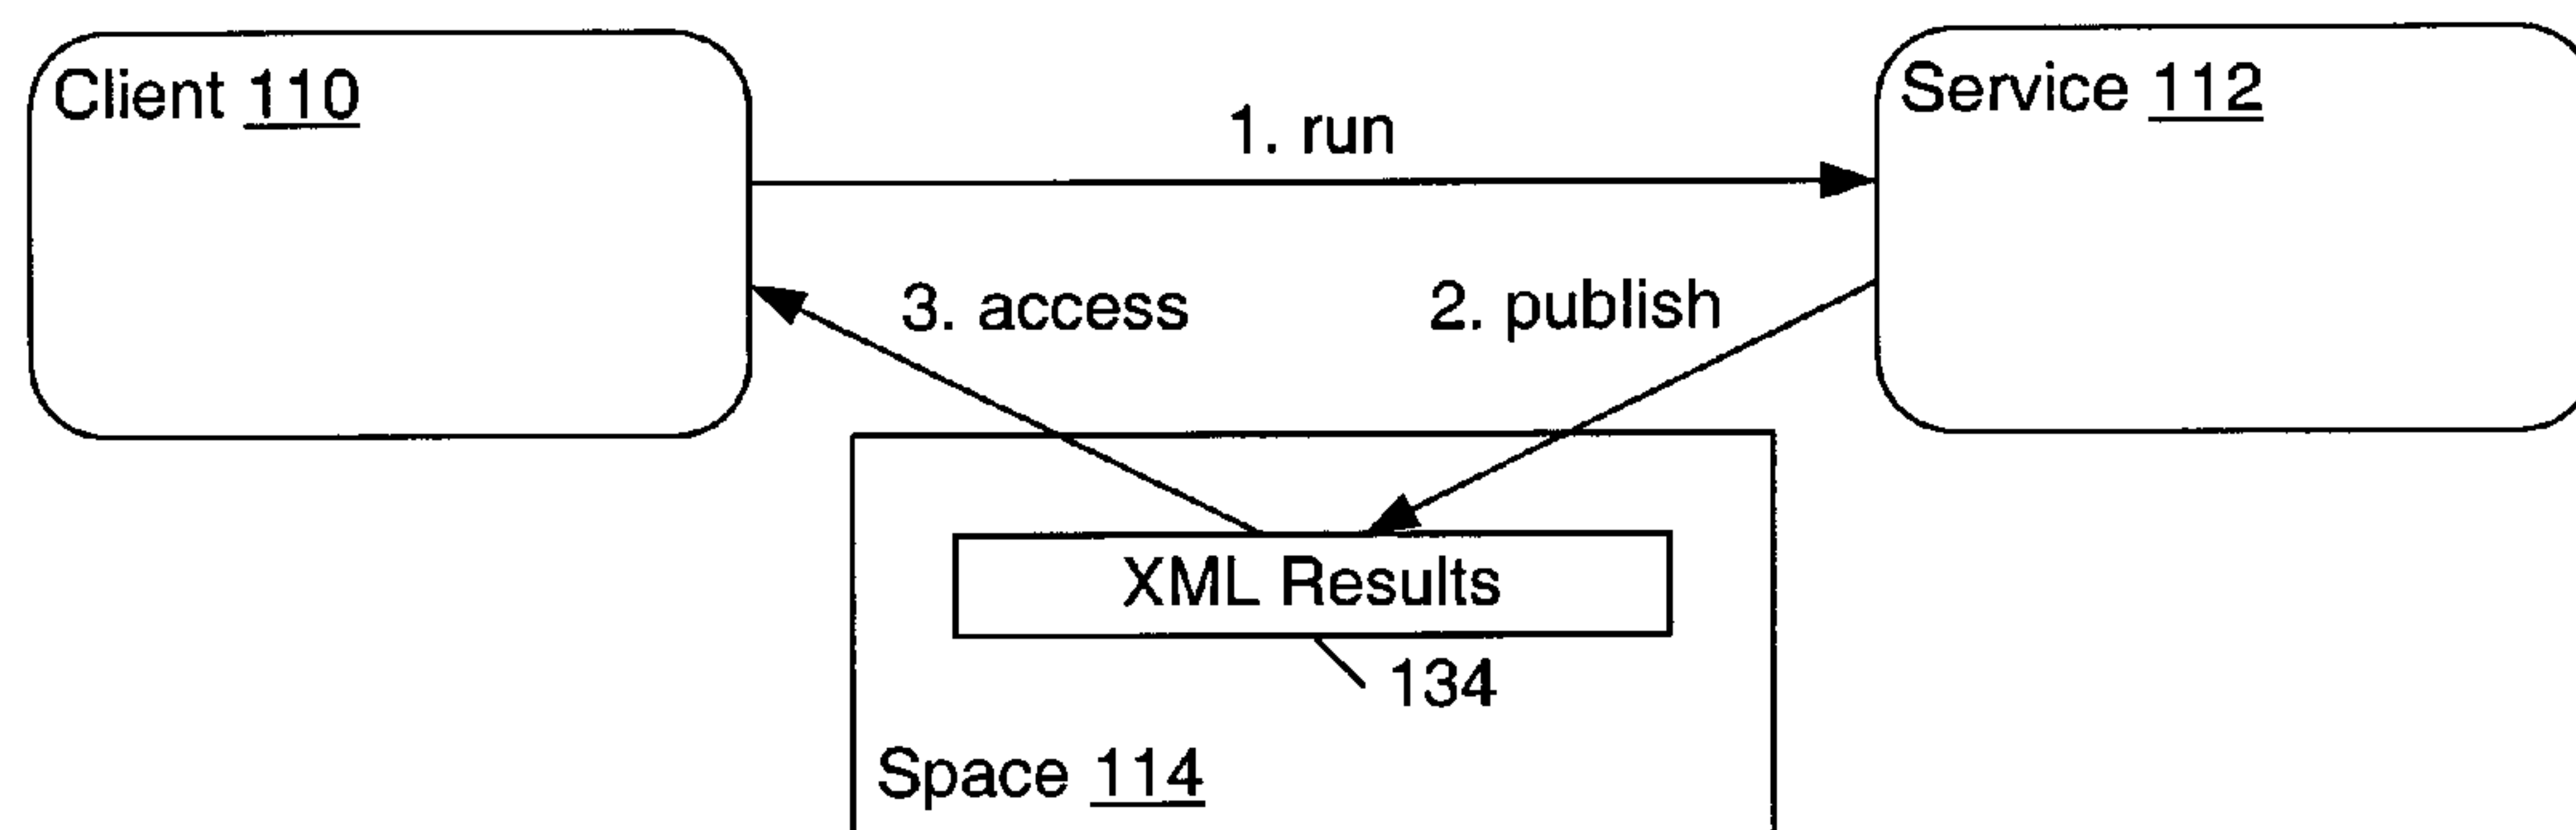 Client 110
Service 112
1. run
3. access
2. publish
XML Results
134
Space 114